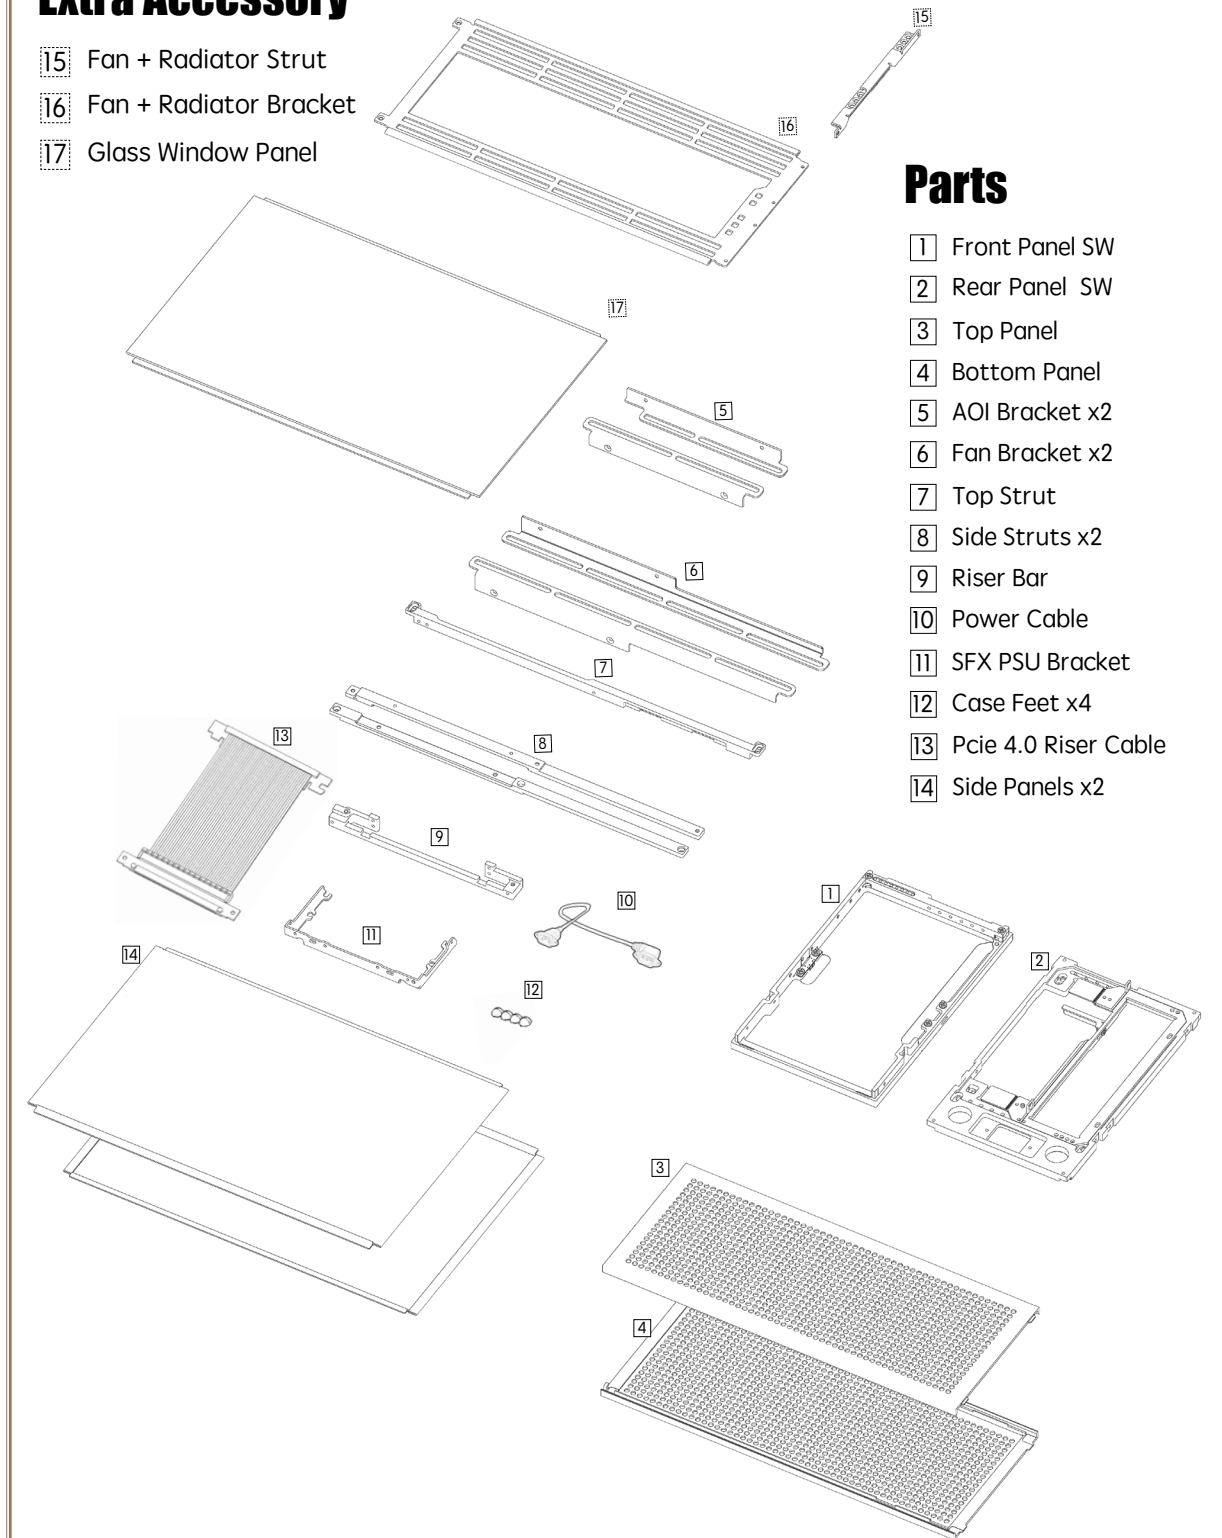 Extra Accessory
15 Fan + Radiator Strut
16 Fan + Radiator Bracket
17 Glass Window Panel
15
16
17
Parts
1 Front Panel SW
2 Rear Panel SW
3 Top Panel
4 Bottom Panel
5 AOI Bracket x2
6 Fan Bracket x2
7 Top Strut
8 Side Struts x2
9 Riser Bar
10 Power Cable
11 SFX PSU Bracket
12 Case Feet x4
13 Pcie 4.0 Riser Cable
14 Side Panels x2
5
6
7
13
8
9
1
10
11
14
2
12
3
4